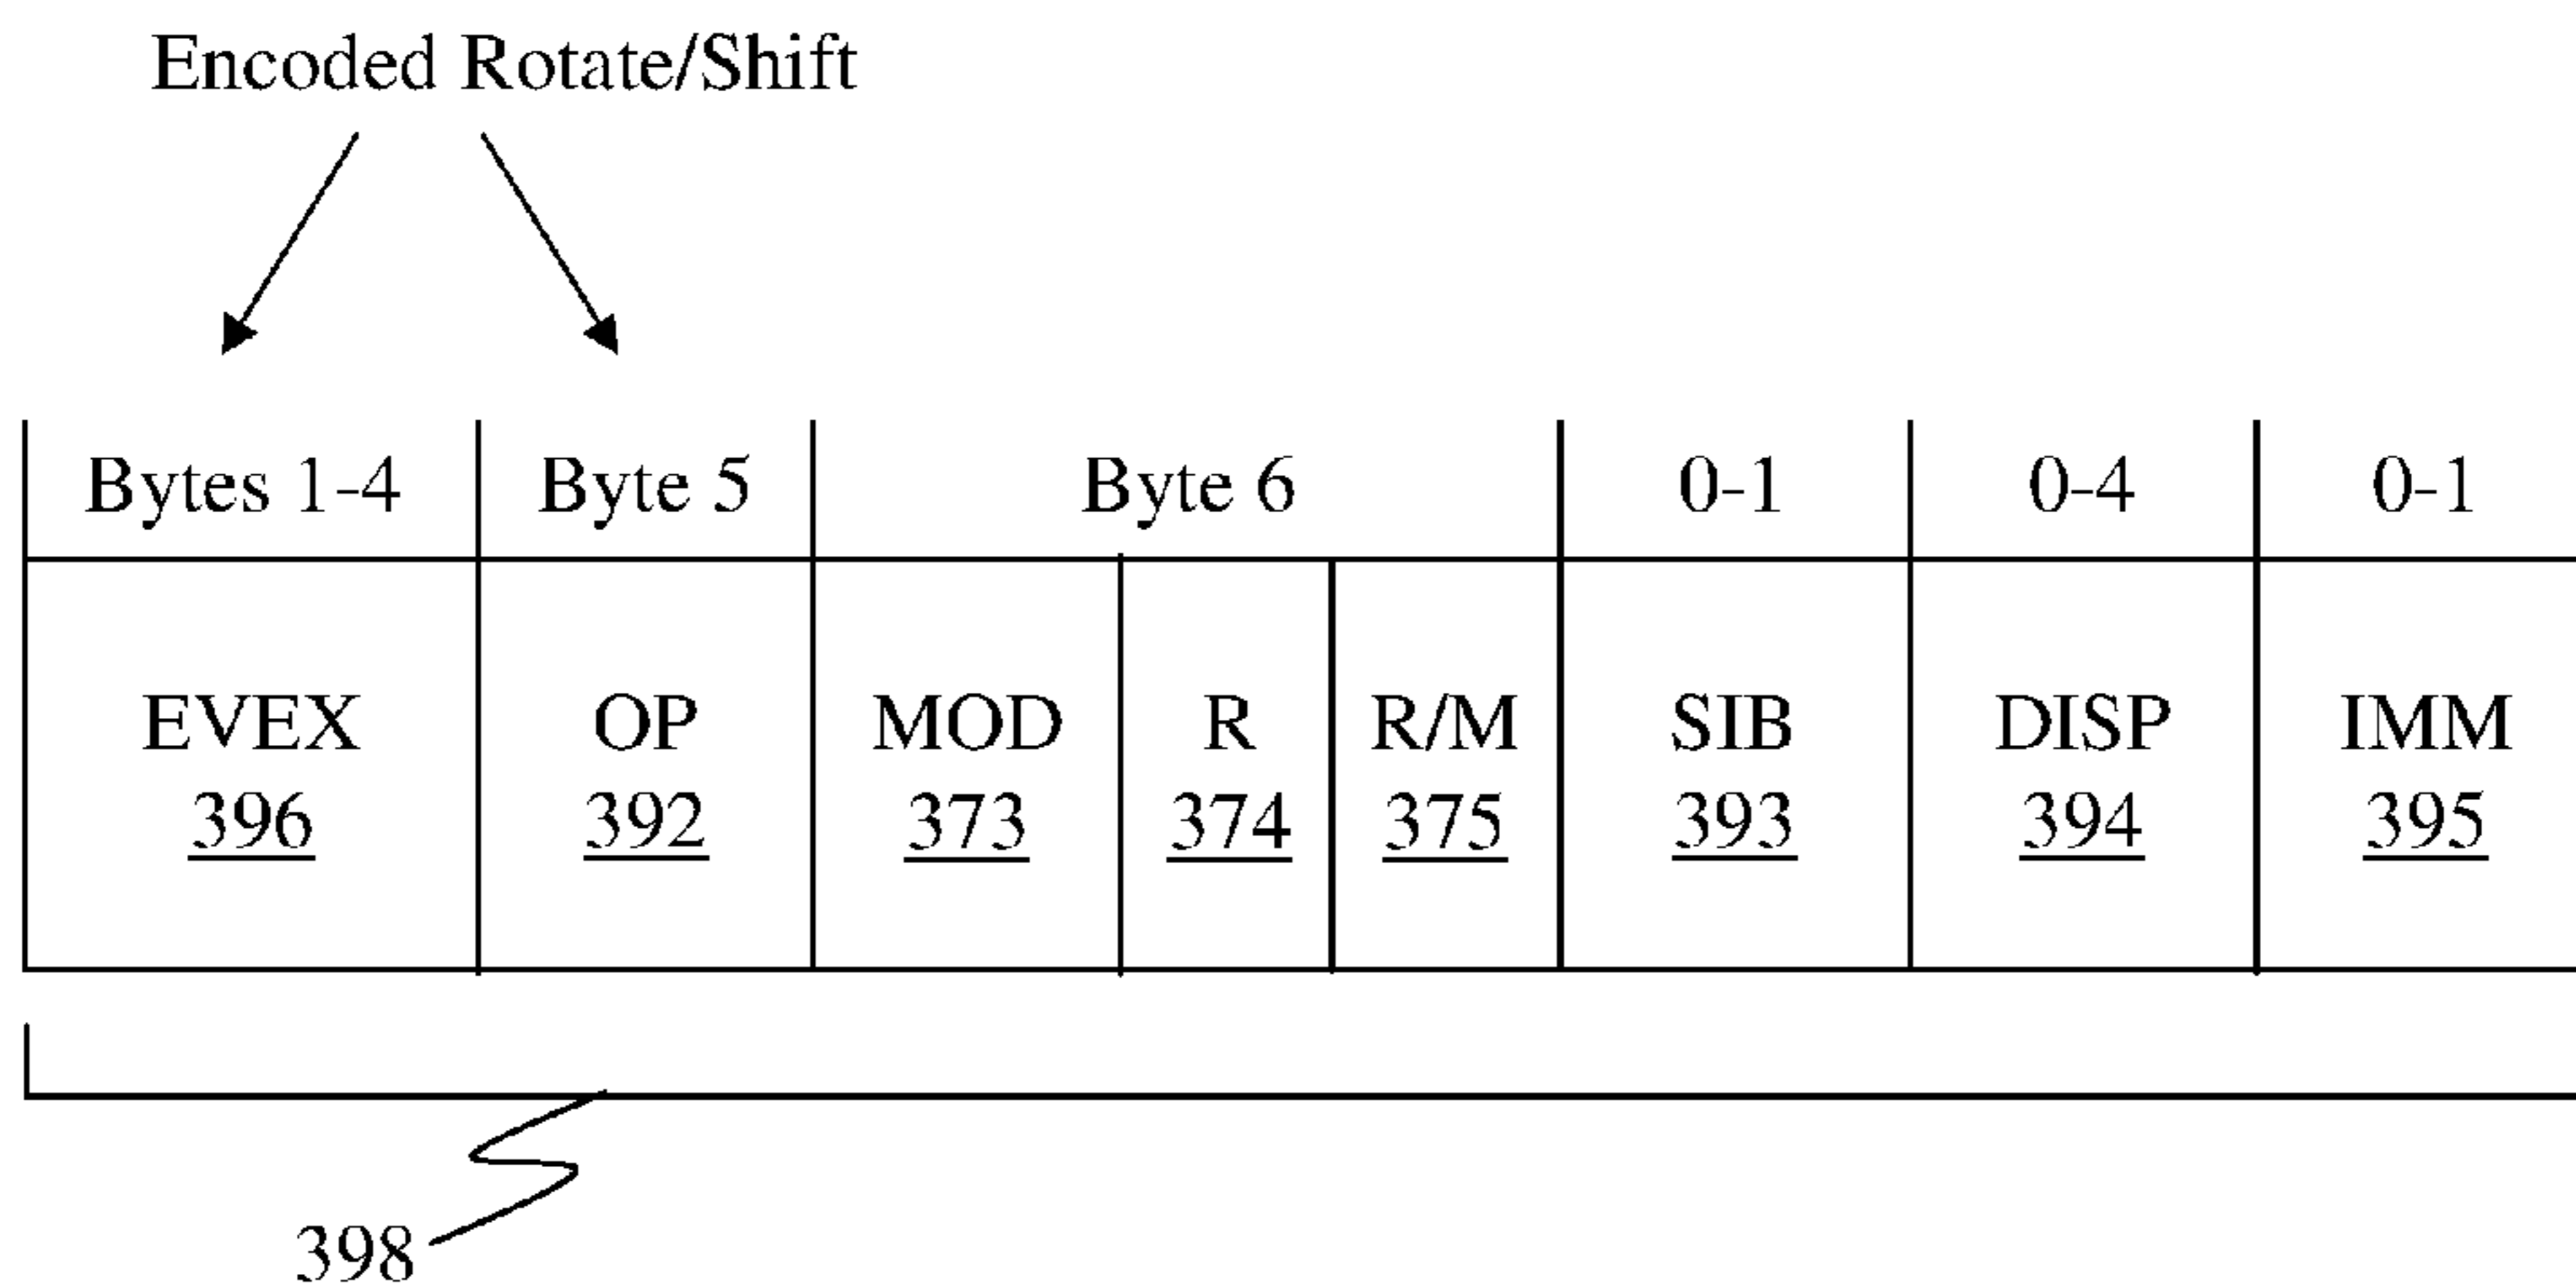 Encoded Rotate/Shift
Bytes 1-4 Byte 5 Byte 6 0-1 0-4 0-1
EVEX OP MOD R R/M SIB DISP IMM
396 392 373 374 375 393 394 395
398